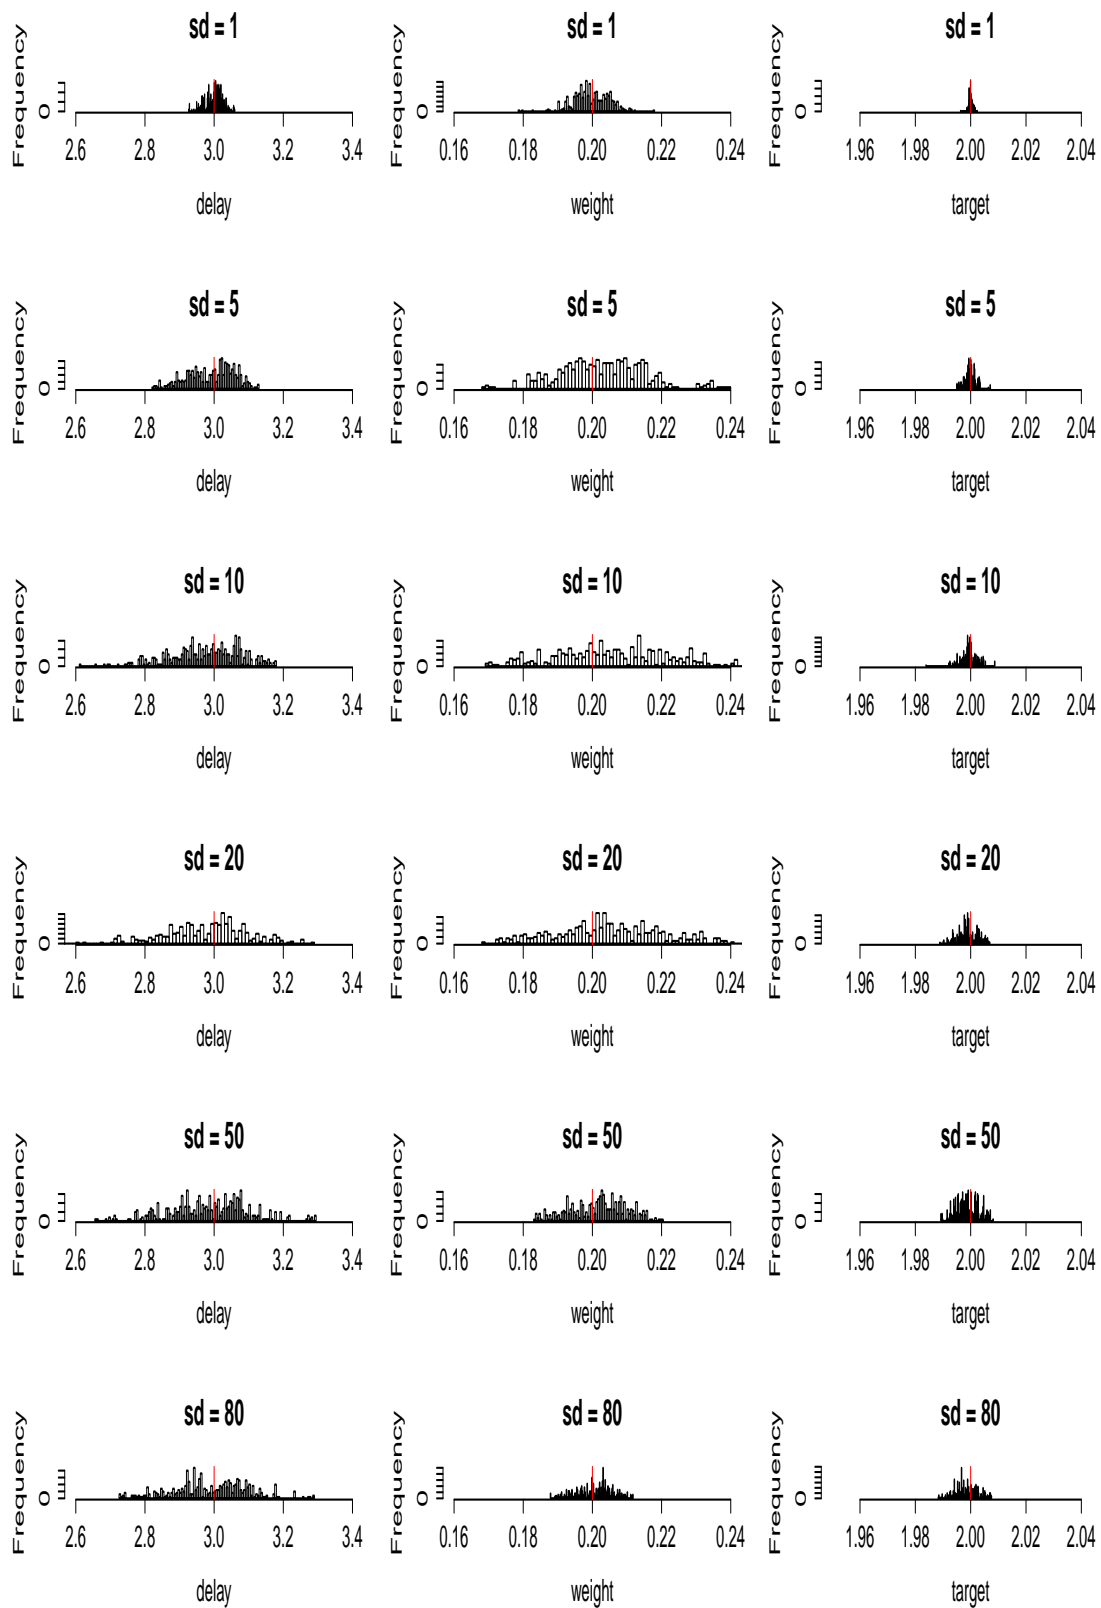 sd = 1 sd = 1 sd = 1
Frequency 0 Frequency 0 Frequency 0
2.6 2.8 3.0 3.2 3.4 0.16 0.18 0.20 0.22 0.24 1.96 1.98 2.00 2.02 2.04
delay weight target
sd = 5 sd = 5 sd = 5
Frequency 0 Frequency 0 Frequency 0
2.6 2.8 3.0 3.2 3.4 0.16 0.18 0.20 0.22 0.24 1.96 1.98 2.00 2.02 2.04
delay weight target
sd = 10 sd = 10 sd = 10
Frequency 0 Frequency 0 Frequency 0
2.6 2.8 3.0 3.2 3.4 0.16 0.18 0.20 0.22 0.24 1.96 1.98 2.00 2.02 2.04
delay weight target
sd = 20 sd = 20 sd = 20
Frequency 0 Frequency 0 Frequency 0
2.6 2.8 3.0 3.2 3.4 0.16 0.18 0.20 0.22 0.24 1.96 1.98 2.00 2.02 2.04
delay weight target
sd = 50 sd = 50 sd = 50
Frequency 0 Frequency 0 Frequency 0
2.6 2.8 3.0 3.2 3.4 0.16 0.18 0.20 0.22 0.24 1.96 1.98 2.00 2.02 2.04
delay weight target
sd = 80 sd = 80 sd = 80
Frequency 0 Frequency 0 Frequency 0
2.6 2.8 3.0 3.2 3.4 0.16 0.18 0.20 0.22 0.24 1.96 1.98 2.00 2.02 2.04
delay weight target